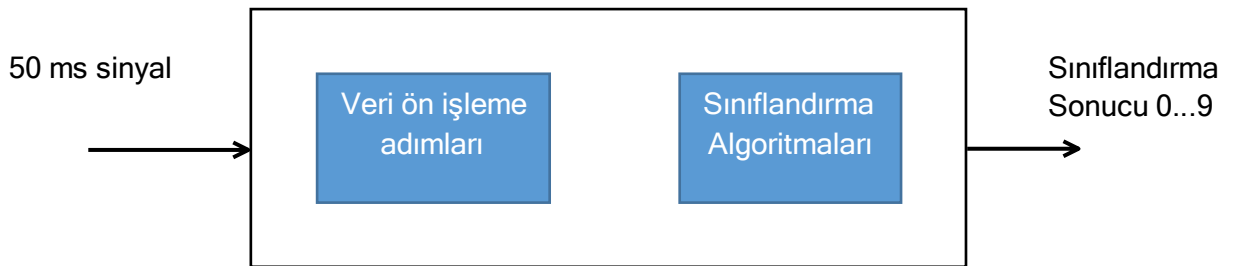 50 ms sinyal
Veri ön işleme
adımları
Sınıflandırma
Algoritmaları
Sınıflandırma
Sonucu 0...9